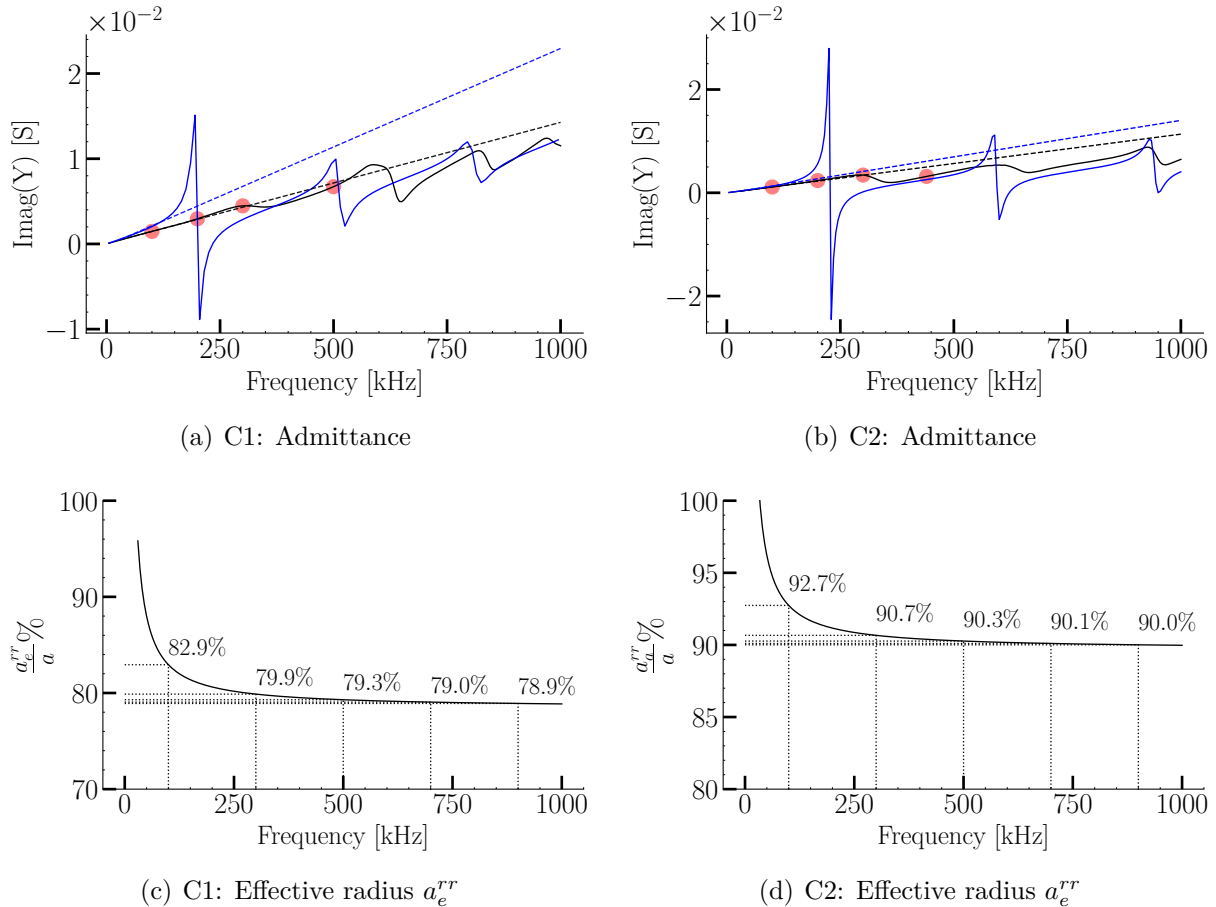 ×10⁻²
2
1
0
−1
Imag(Y) [S]
0 250 500 750 1000
Frequency [kHz]
(a) C1: Admittance
×10⁻²
2
0
−2
Imag(Y) [S]
0 250 500 750 1000
Frequency [kHz]
(b) C2: Admittance
100
90
80
70
a_e^{rr}/a %
82.9%
79.9%
79.3%
79.0%
78.9%
0 250 500 750 1000
Frequency [kHz]
(c) C1: Effective radius a_e^{rr}
100
95
90
85
80
a_a^{rr}/a %
92.7%
90.7%
90.3%
90.1%
90.0%
0 250 500 750 1000
Frequency [kHz]
(d) C2: Effective radius a_e^{rr}